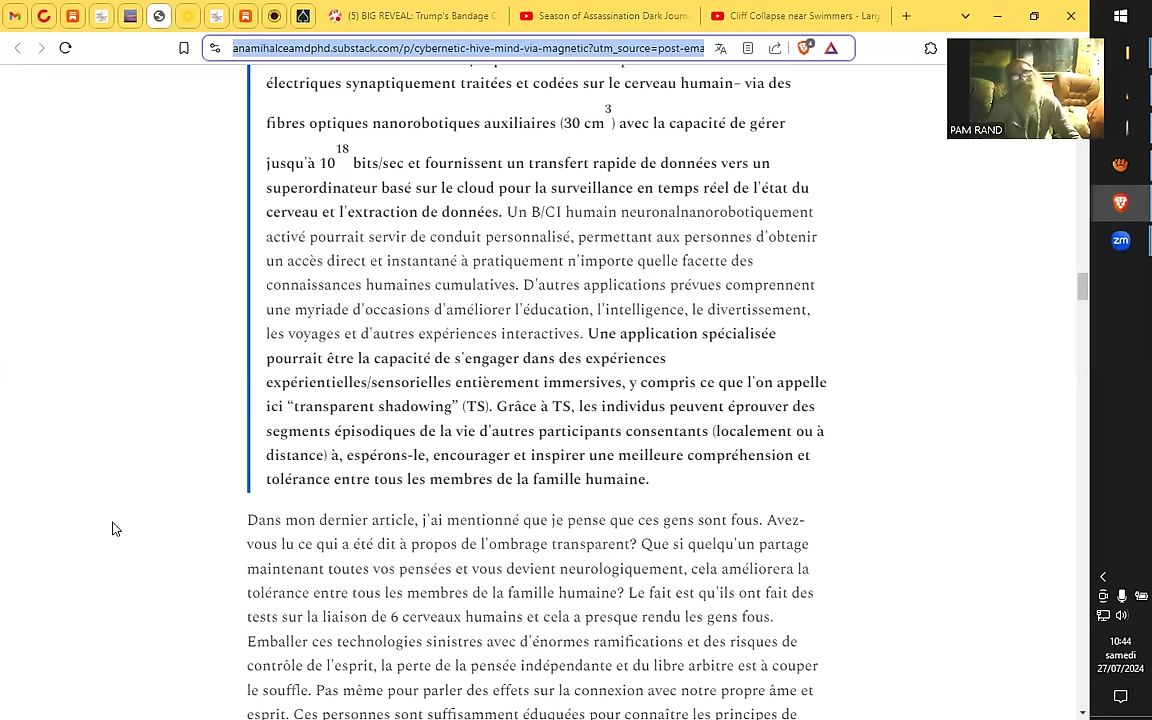 (5) BIG REVEAL: Trump's Bandage C
Season of Assassination Dark Journ
Cliff Collapse near Swimmers - Larg
anamihalceamdphd.substack.com/p/cybernetic-hive-mind-via-magnetic?utm_source=post-ema
PAM RAND
électriques synaptiquement traitées et codées sur le cerveau humain– via des
fibres optiques nanorobotiques auxiliaires (30 cm³) avec la capacité de gérer
jusqu'à 10¹⁸ bits/sec et fournissent un transfert rapide de données vers un
superordinateur basé sur le cloud pour la surveillance en temps réel de l'état du
cerveau et l'extraction de données. Un B/CI humain neuronalnanorobotiquement
activé pourrait servir de conduit personnalisé, permettant aux personnes d'obtenir
un accès direct et instantané à pratiquement n'importe quelle facette des
connaissances humaines cumulatives. D'autres applications prévues comprennent
une myriade d'occasions d'améliorer l'éducation, l'intelligence, le divertissement,
les voyages et d'autres expériences interactives. Une application spécialisée
pourrait être la capacité de s'engager dans des expériences
expérientielles/sensorielles entièrement immersives, y compris ce que l'on appelle
ici “transparent shadowing” (TS). Grâce à TS, les individus peuvent éprouver des
segments épisodiques de la vie d'autres participants consentants (localement ou à
distance) à, espérons-le, encourager et inspirer une meilleure compréhension et
tolérance entre tous les membres de la famille humaine.
Dans mon dernier article, j'ai mentionné que je pense que ces gens sont fous. Avez-
vous lu ce qui a été dit à propos de l'ombrage transparent? Que si quelqu'un partage
maintenant toutes vos pensées et vous devient neurologiquement, cela améliorera la
tolérance entre tous les membres de la famille humaine? Le fait est qu'ils ont fait des
tests sur la liaison de 6 cerveaux humains et cela a presque rendu les gens fous.
Emballer ces technologies sinistres avec d'énormes ramifications et des risques de
contrôle de l'esprit, la perte de la pensée indépendante et du libre arbitre est à couper
le souffle. Pas même pour parler des effets sur la connexion avec notre propre âme et
esprit. Ces personnes sont suffisamment éduquées pour connaître les principes de
zm
10:44
samedi
27/07/2024